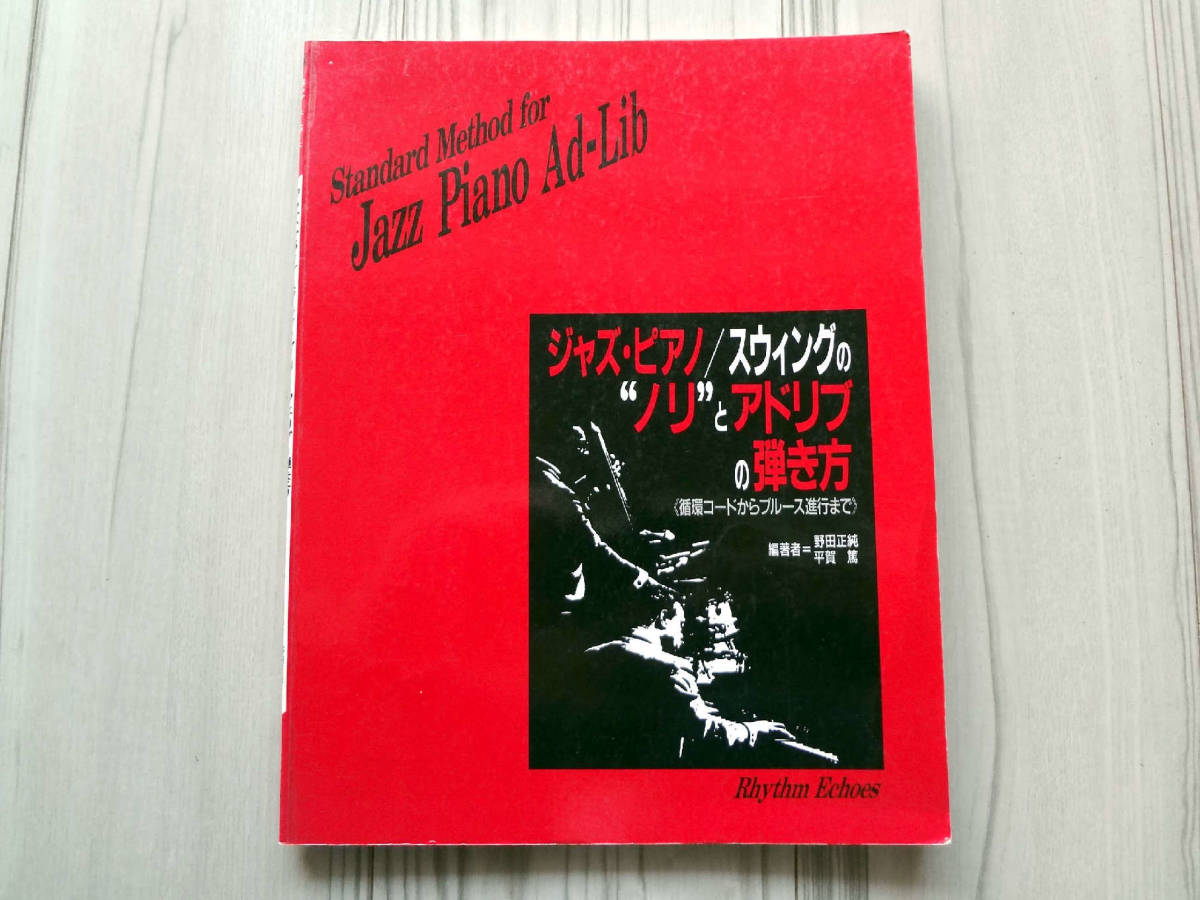 Standard Method for
Jazz Piano Ad-Lib
ジャズ・ピアノ/スウィングの
“ノリ”とアドリブ
の弾き方
《循環コードからブルース進行まで》
編著者=野田正純
平賀 篤
Rhythm Echoes